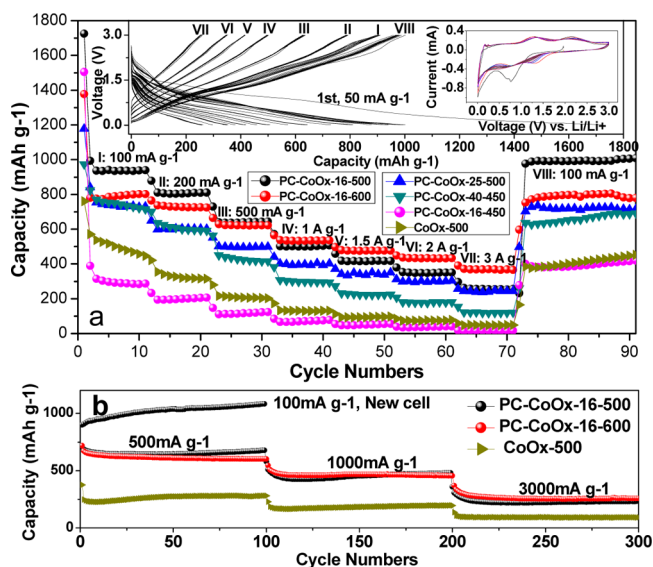 1800
1600
1400
1200
1000
800
600
400
200
0
Capacity (mAh g-1)
a
3.0
1.5
0.0
Voltage (V)
VII VI V IV III II I VIII
1st, 50 mA g-1
0 200 400 600 800 1000 1400 1800
Capacity (mAh g-1)
0.4
0.0
-0.4
-0.8
Current (mA)
0.0 0.5 1.0 1.5 2.0 2.5 3.0
Voltage (V) vs. Li/Li+
I: 100 mA g-1
II: 200 mA g-1
III: 500 mA g-1
IV: 1 A g-1
V: 1.5 A g-1
VI: 2 A g-1
VII: 3 A g-1
VIII: 100 mA g-1
PC-CoOx-16-500
PC-CoOx-16-600
PC-CoOx-25-500
PC-CoOx-40-450
PC-CoOx-16-450
CoOx-500
0 10 20 30 40 50 60 70 80 90
Cycle Numbers
b
1000
500
0
Capacity (mAh g-1)
100mA g-1, New cell
500mA g-1
1000mA g-1
3000mA g-1
PC-CoOx-16-500
PC-CoOx-16-600
CoOx-500
0 50 100 150 200 250 300
Cycle Numbers